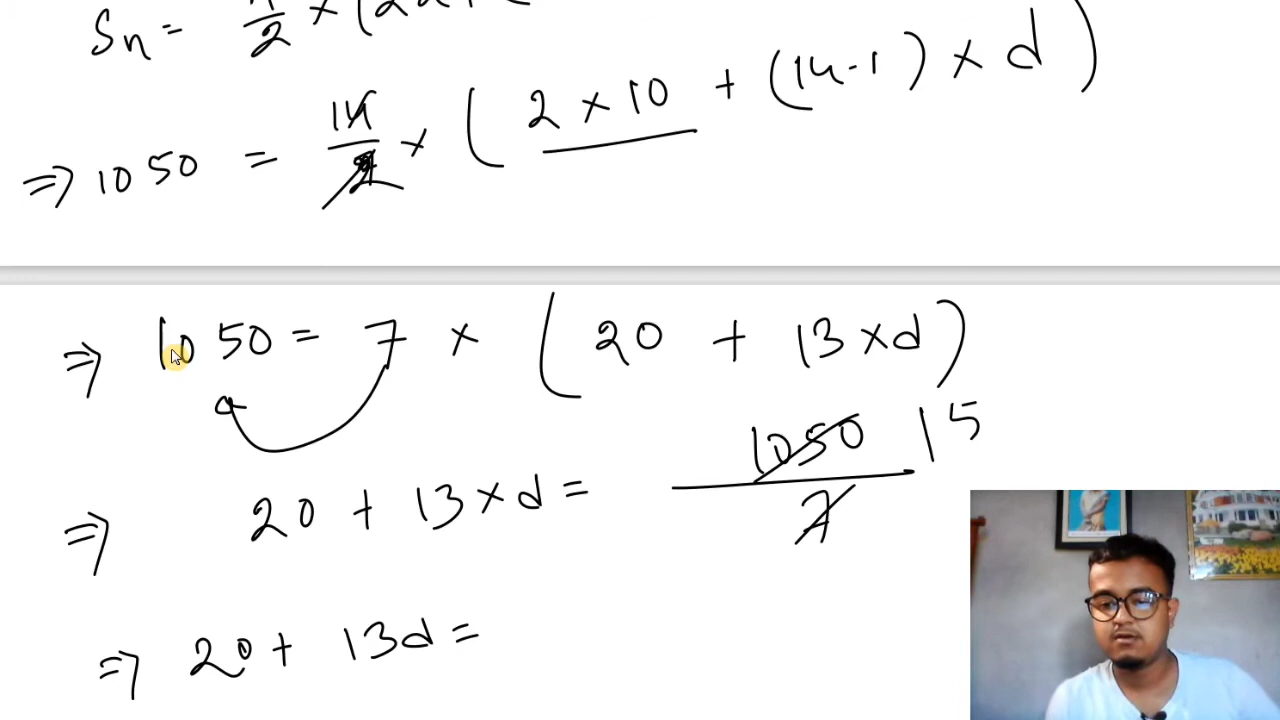 Sn = n/2 × (2a +
⇒ 1050 = 14/2 × ( 2 × 10 + (14-1) × d )
⇒ 1050 = 7 × ( 20 + 13 × d )
⇒ 20 + 13 × d = 1050/7 15
⇒ 20 + 13d =